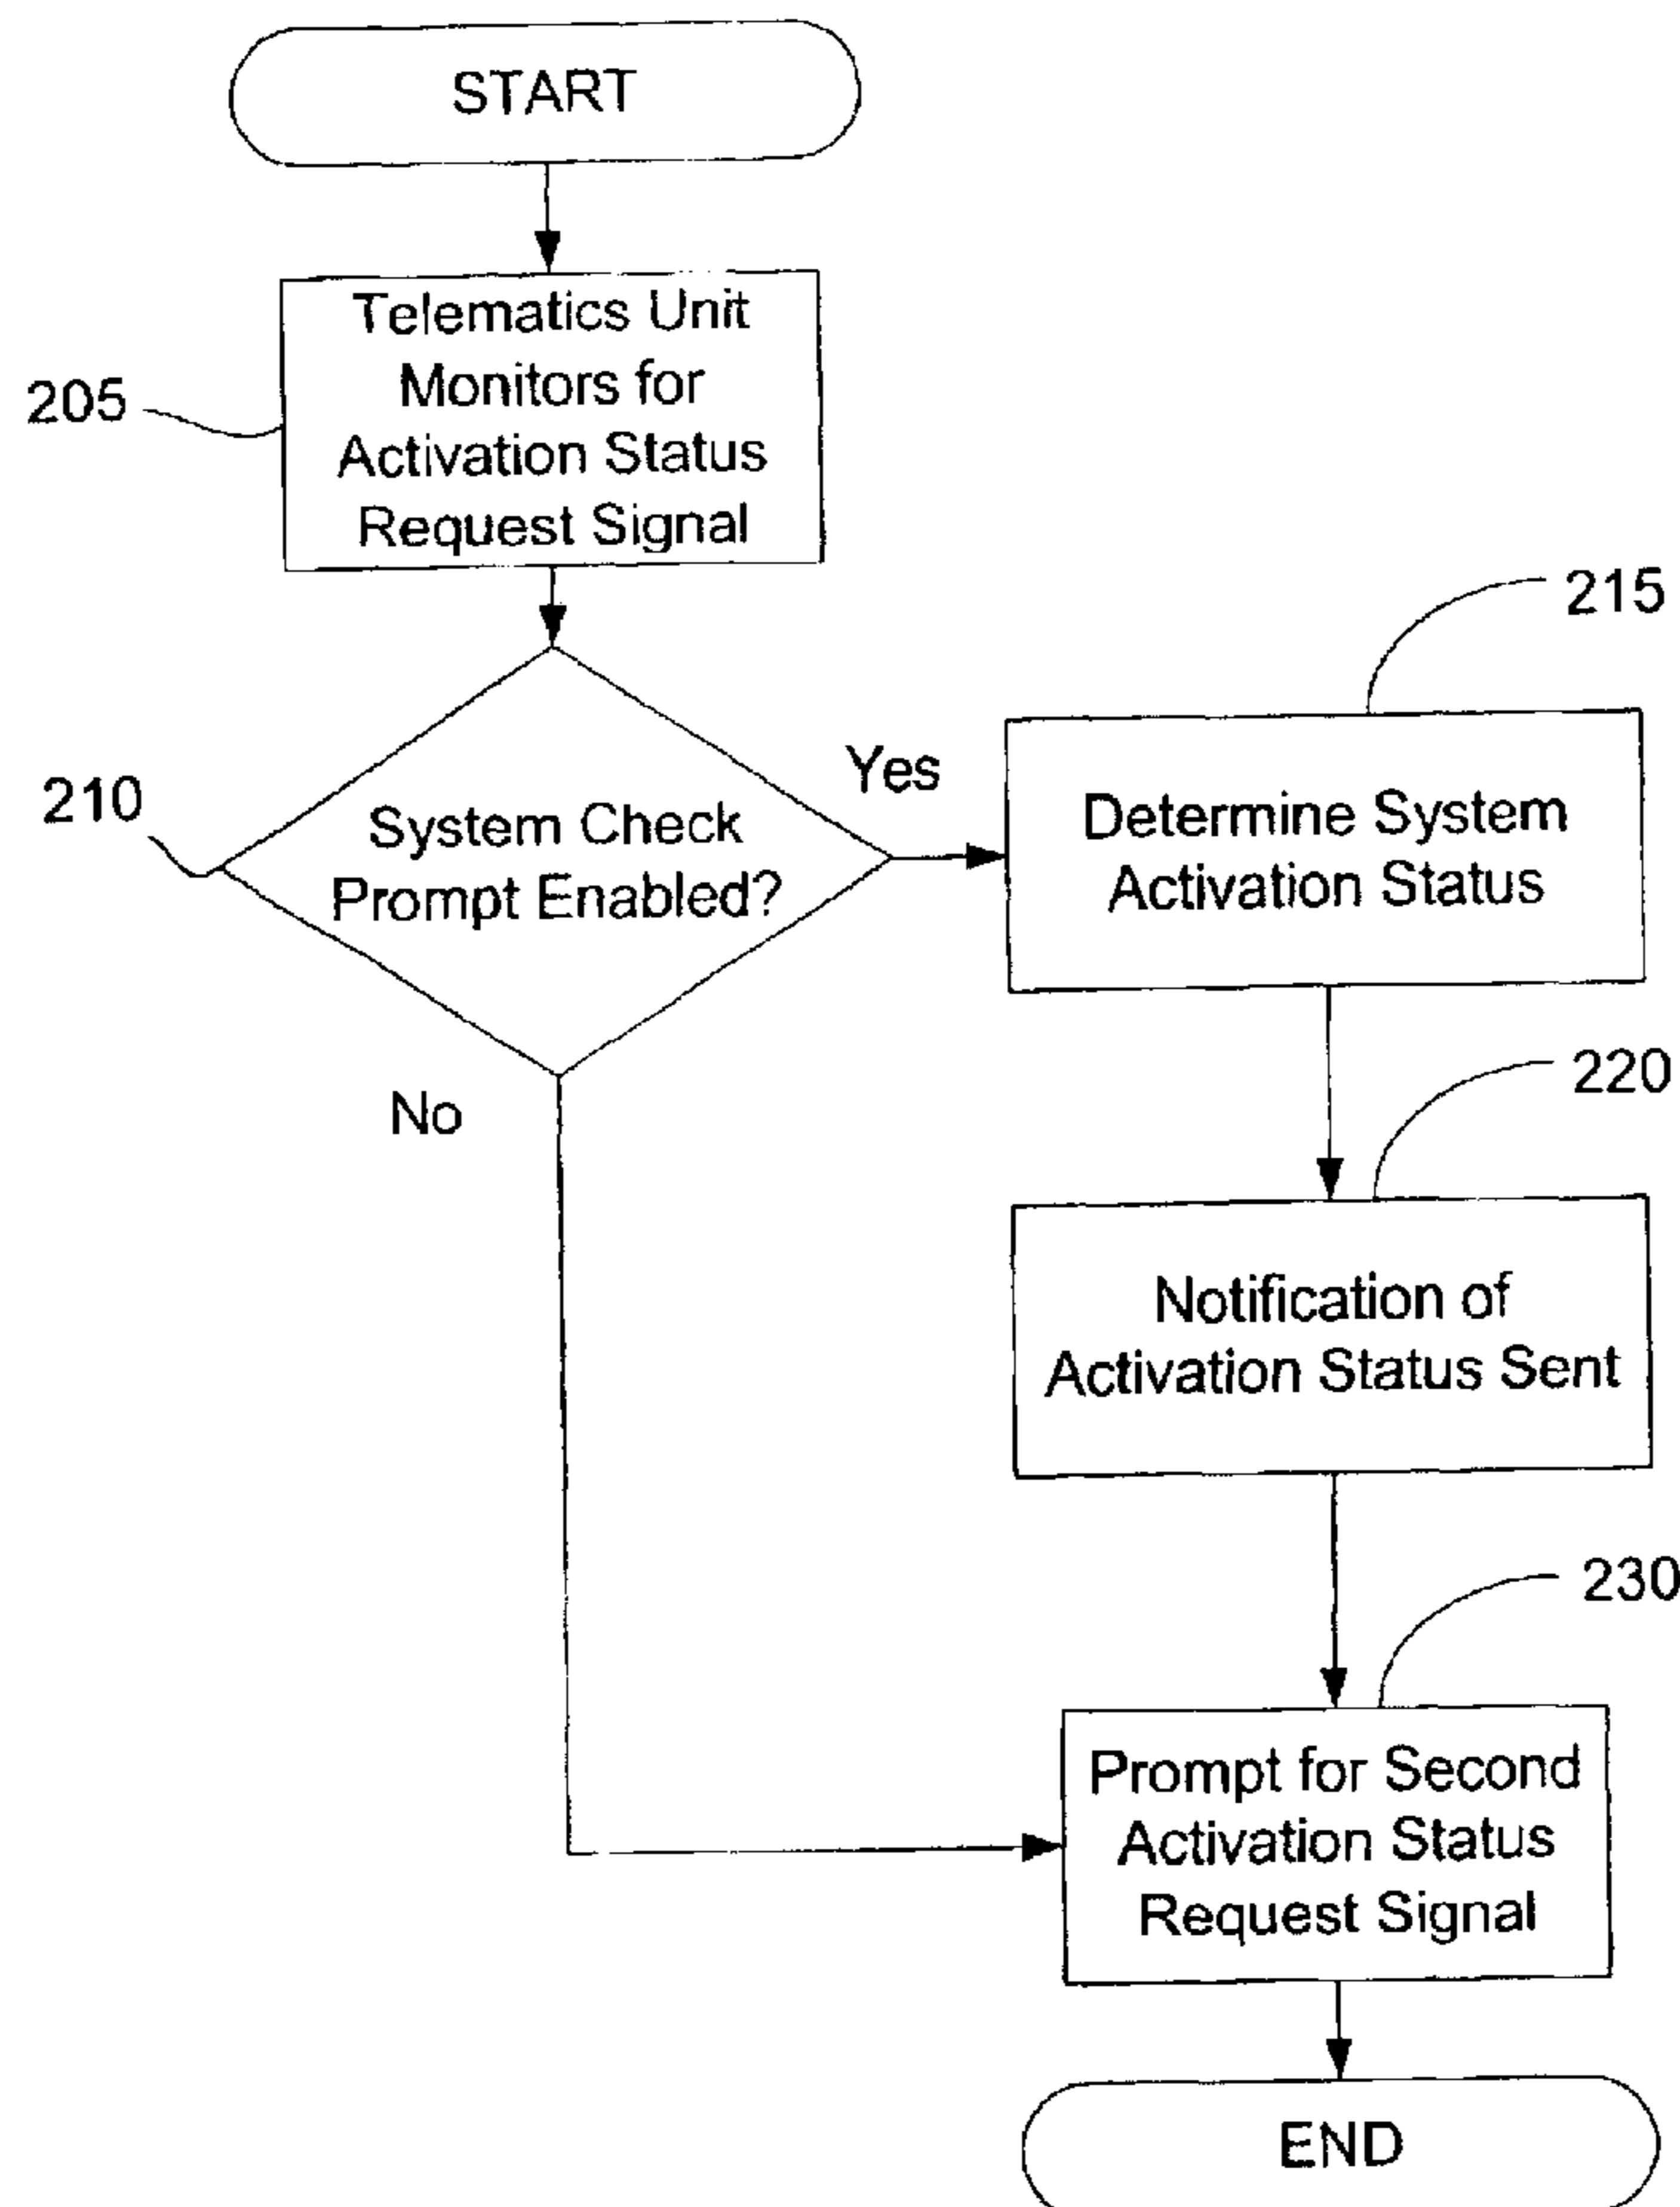 START
Telematics Unit
Monitors for
Activation Status
Request Signal
205
System Check
Prompt Enabled?
210
Yes
No
215
Determine System
Activation Status
220
Notification of
Activation Status Sent
230
Prompt for Second
Activation Status
Request Signal
END